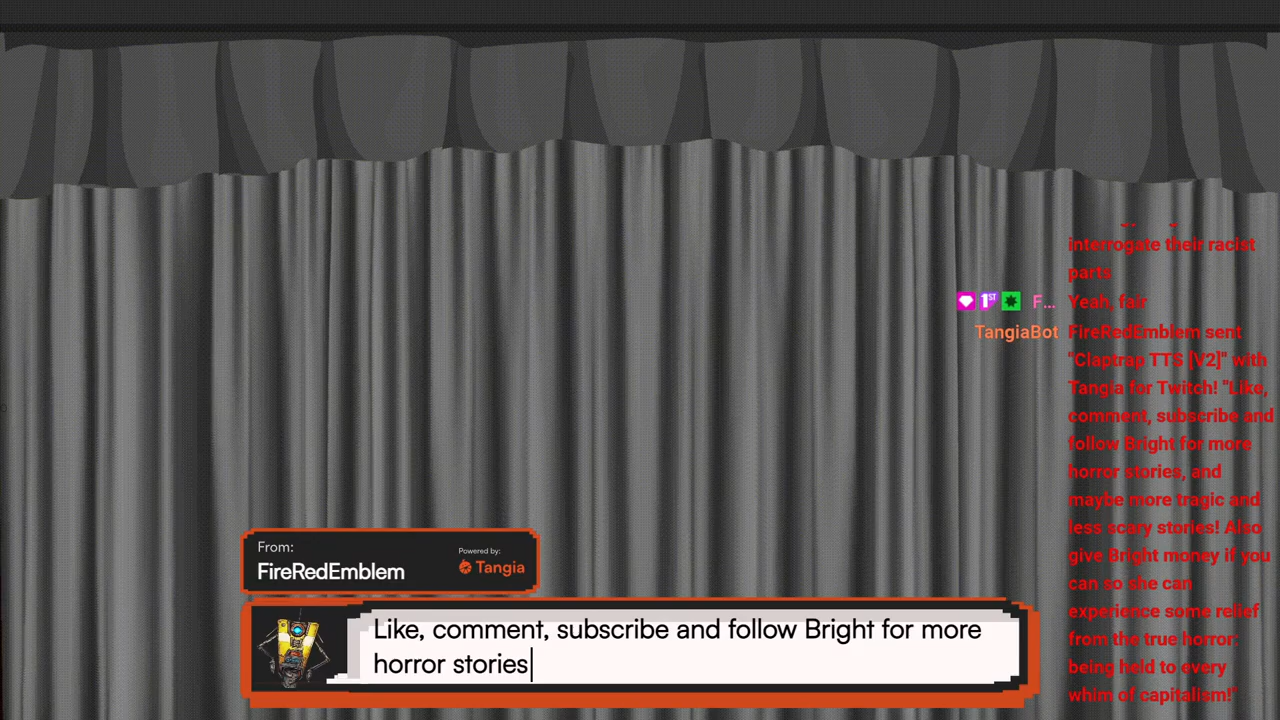 interrogate their racist
parts
1ST F... Yeah, fair
TangiaBot FireRedEmblem sent
"Claptrap TTS [V2]" with
Tangia for Twitch! "Like,
comment, subscribe and
follow Bright for more
horror stories, and
maybe more tragic and
less scary stories! Also
give Bright money if you
can so she can
experience some relief
from the true horror:
being held to every
whim of capitalism!"
From:
FireRedEmblem
Powered by:
Tangia
Like, comment, subscribe and follow Bright for more
horror stories